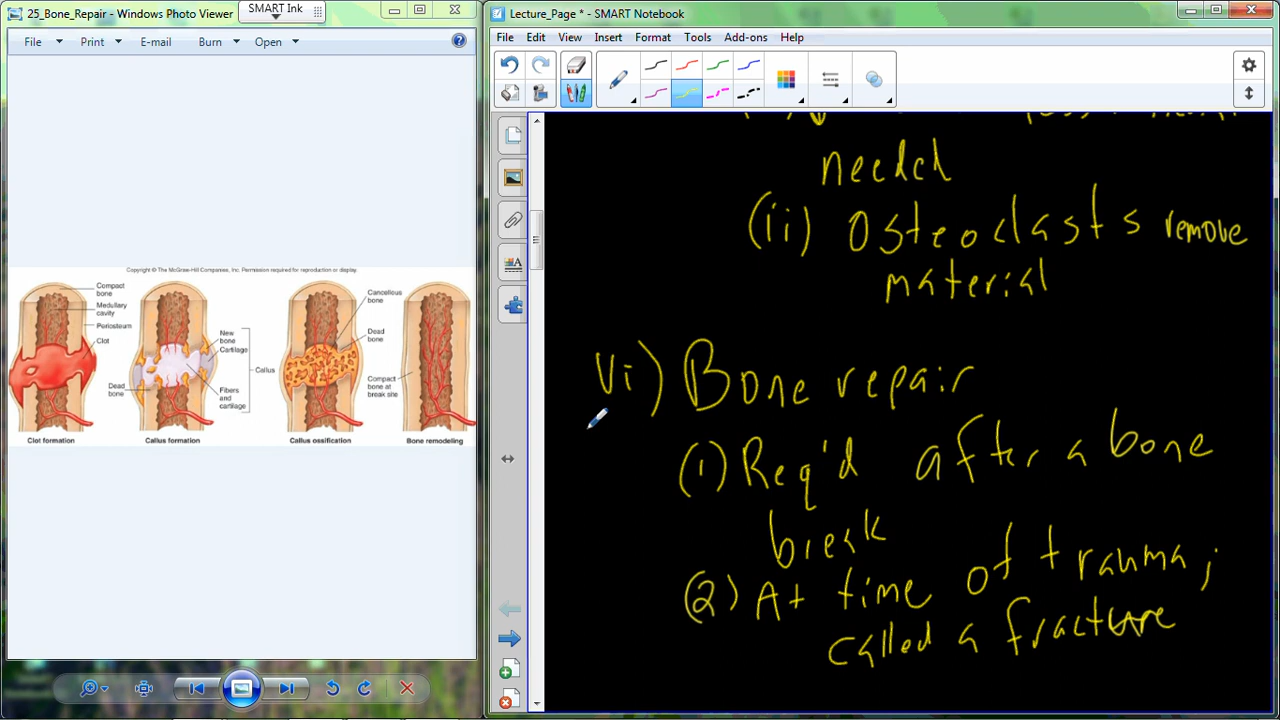 25_Bone_Repair - Windows Photo Viewer
SMART Ink
File Print E-mail Burn Open
Copyright © The McGraw-Hill Companies, Inc. Permission required for reproduction or display.
Compact
bone
Medullary
cavity
Periosteum
Clot
Dead
bone
New
bone
Cartilage
Callus
Fibers
and
cartilage
Cancellous
bone
Dead
bone
Compact
bone at
break site
Clot formation
Callus formation
Callus ossification
Bone remodeling
Lecture_Page * - SMART Notebook
File Edit View Insert Format Tools Add-ons Help
needed
(ii) Osteoclasts remove
material
vi) Bone repair
(1) Req'd after a bone
break
(2) At time of trauma;
called a fracture